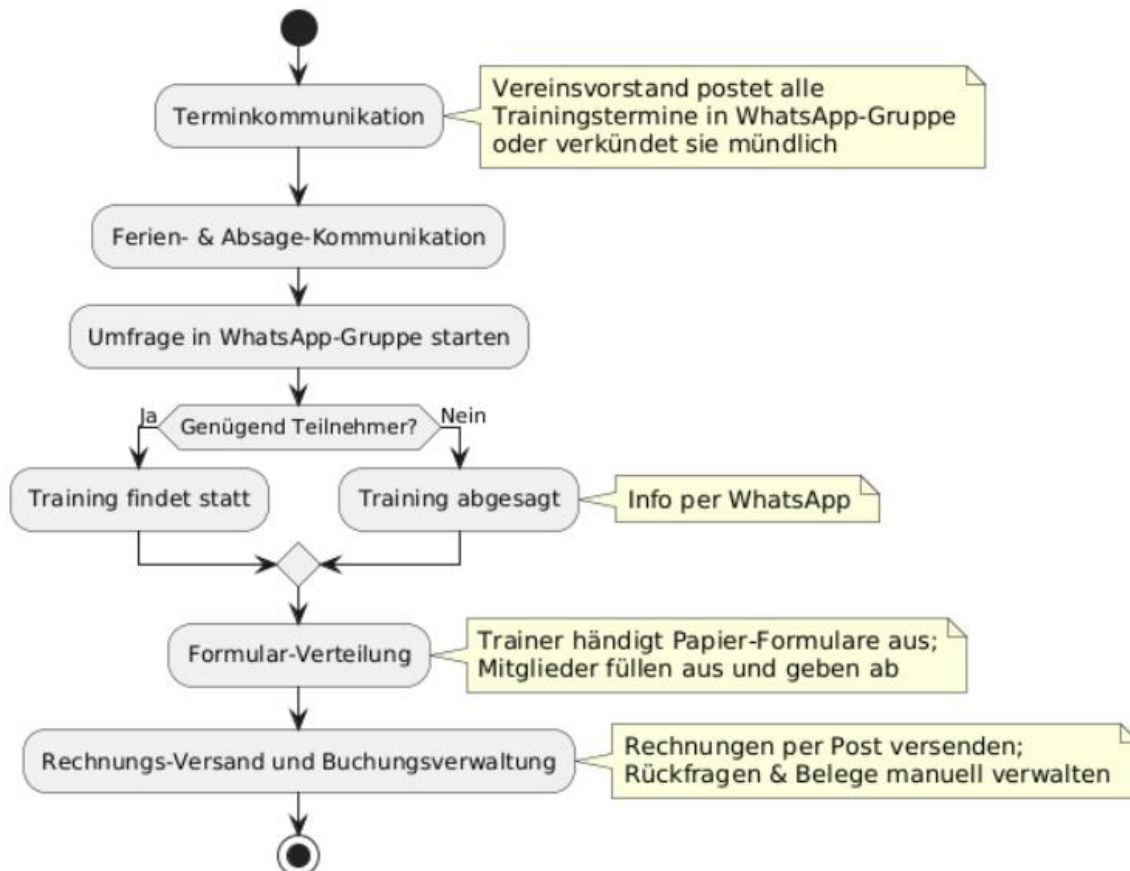 Terminkommunikation
Vereinsvorstand postet alle
Trainingstermine in WhatsApp-Gruppe
oder verkündet sie mündlich
Ferien- & Absage-Kommunikation
Umfrage in WhatsApp-Gruppe starten
Ja
Genügend Teilnehmer?
Nein
Training findet statt
Training abgesagt
Info per WhatsApp
Formular-Verteilung
Trainer händigt Papier-Formulare aus;
Mitglieder füllen aus und geben ab
Rechnungs-Versand und Buchungsverwaltung
Rechnungen per Post versenden;
Rückfragen & Belege manuell verwalten